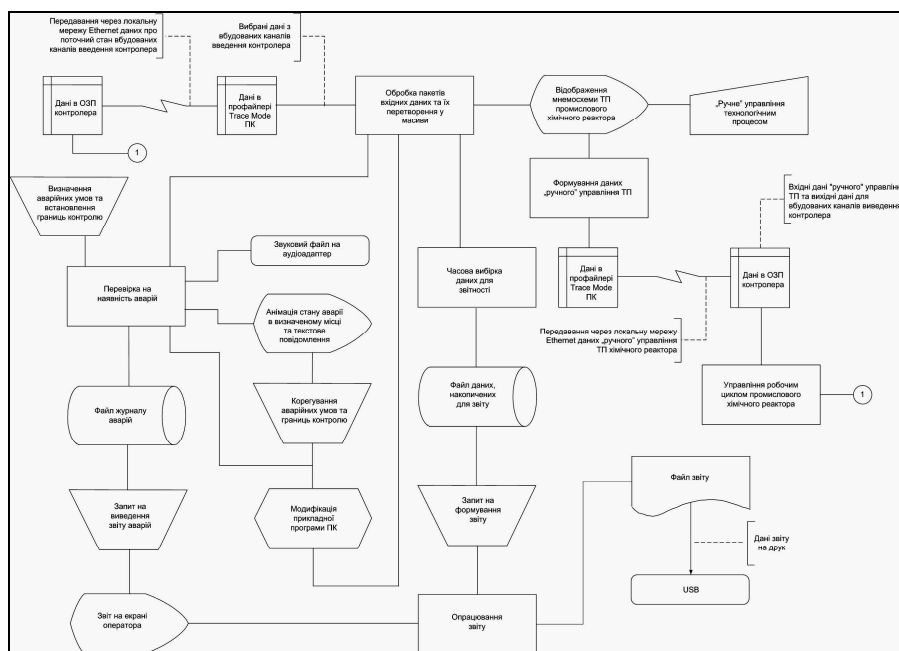 Передавання через локальну
мережу Ethernet даних про
поточний стан вбудованих
каналів введення контролера
Вибрані дані з
вбудованих каналів
введення контролера
Дані в ОЗП
контролера
Дані в
профайлері
Trace Mode
ПК
Обробка пакетів
вхідних даних та їх
перетворення у
масиви
Відображення
мнемосхеми ТП
промислового
хімічного реактора
„Ручне" управління
технологічним
процесом
1
Визначення
аварійних умов та
встановлення
границь контролю
Формування даних
„ручного" управління ТП
Вхідні дані "ручного" управлін
ТП та вихідні дані для
вбудованих каналів виведення
контролера
Звуковий файл на
аудіоадаптер
Перевірка на
наявність аварій
Часова вибірка
даних для
звітності
Дані в
профайлері
Trace Mode
ПК
Дані в ОЗП
контролера
Анімація стану аварії
в визначеному місці
та текстове
повідомлення
Передавання через локальну мережу
Ethernet даних „ручного" управління
ТП хімічного реактора
Файл журналу
аварій
Корегування
аварійних умов та
границь контролю
Файл даних,
накопичених
для звіту
Управління робочим
циклом промислового
хімічного реактора
1
Запит на
виведення
звіту аварій
Модифікація
прикладної
програми ПК
Запит на
формування
звіту
Файл звіту
Дані звіту
на друк
USB
Звіт на екрані
оператора
Опрацювання
звіту